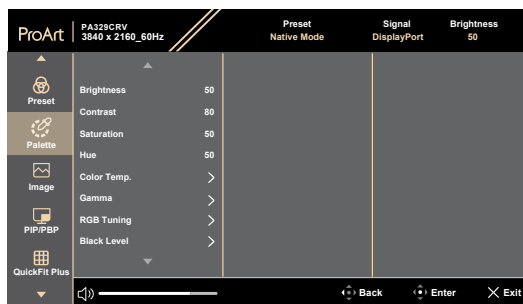 ProArt
PA329CRV
3840 x 2160_60Hz
Preset
Native Mode
Signal
DisplayPort
Brightness
50
Preset
Palette
Image
PIP/PBP
QuickFit Plus
Brightness 50
Contrast 80
Saturation 50
Hue 50
Color Temp.
Gamma
RGB Tuning
Black Level
Back
Enter
Exit